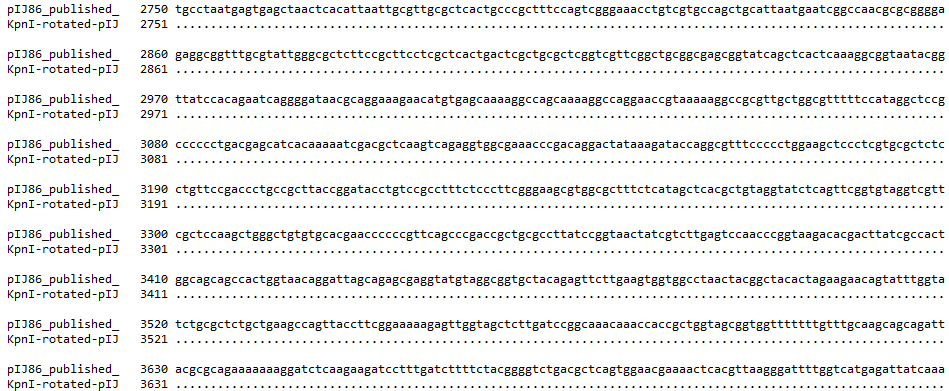 pIJ86_published_ 2750 tgcctaatgagtgagctaactcacattaattgcgttgcgctcactgcccgctttccagtcgggaaacctgtcgtgccagctgcattaatgaatcggccaacgcgcgggga
KpnI-rotated-pIJ 2751 ..............................................................................................................
pIJ86_published_ 2860 gaggcggtttgcgtattgggcgctcttccgcttcctcgctcactgactcgctgcgctcggtcgttcggctgcggcgagcggtatcagctcactcaaaggcggtaatacgg
KpnI-rotated-pIJ 2861 ..............................................................................................................
pIJ86_published_ 2970 ttatccacagaatcaggggataacgcaggaaagaacatgtgagcaaaaggccagcaaaaggccaggaaccgtaaaaaggccgcgttgctggcgtttttccataggctccg
KpnI-rotated-pIJ 2971 ..............................................................................................................
pIJ86_published_ 3080 cccccctgacgagcatcacaaaaatcgacgctcaagtcagaggtggcgaaacccgacaggactataaagataccaggcgtttccccctggaagctccctcgtgcgctctc
KpnI-rotated-pIJ 3081 ..............................................................................................................
pIJ86_published_ 3190 ctgttccgaccctgccgcttaccggatacctgtccgcctttctcccttcgggaagcgtggcgctttctcatagctcacgctgtaggtatctcagttcggtgtaggtcgtt
KpnI-rotated-pIJ 3191 ..............................................................................................................
pIJ86_published_ 3300 cgctccaagctgggctgtgtgcacgaaccccccgttcagcccgaccgctgcgccttatccggtaactatcgtcttgagtccaacccggtaagacacgacttatcgccact
KpnI-rotated-pIJ 3301 ..............................................................................................................
pIJ86_published_ 3410 ggcagcagccactggtaacaggattagcagagcgaggtatgtaggcggtgctacagagttcttgaagtggtggcctaactacggctacactagaagaacagtatttggta
KpnI-rotated-pIJ 3411 ..............................................................................................................
pIJ86_published_ 3520 tctgcgctctgctgaagccagttaccttcggaaaaagagttggtagctcttgatccggcaaacaaaccaccgctggtagcggtggtttttttgtttgcaagcagcagatt
KpnI-rotated-pIJ 3521 ..............................................................................................................
pIJ86_published_ 3630 acgcgcagaaaaaaaggatctcaagaagatcctttgatcttttctacggggtctgacgctcagtggaacgaaaactcacgttaagggattttggtcatgagattatcaaa
KpnI-rotated-pIJ 3631 ..............................................................................................................